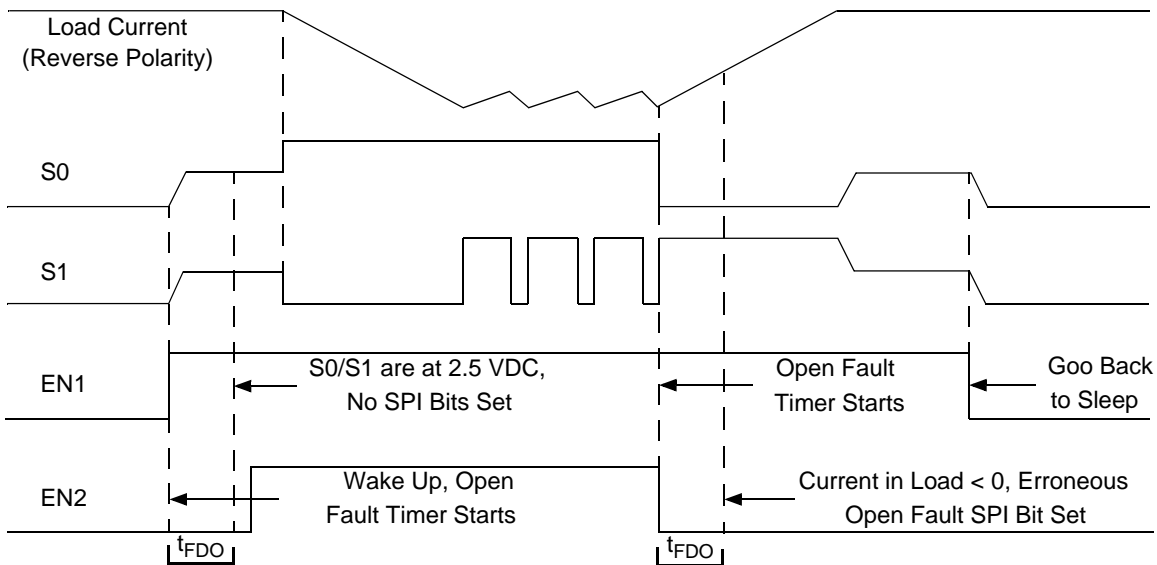 Load Current
(Reverse Polarity)
S0
S1
EN1
S0/S1 are at 2.5 VDC,
No SPI Bits Set
Open Fault
Timer Starts
Goo Back
to Sleep
EN2
Wake Up, Open
Fault Timer Starts
Current in Load < 0, Erroneous
Open Fault SPI Bit Set
tFDO
tFDO